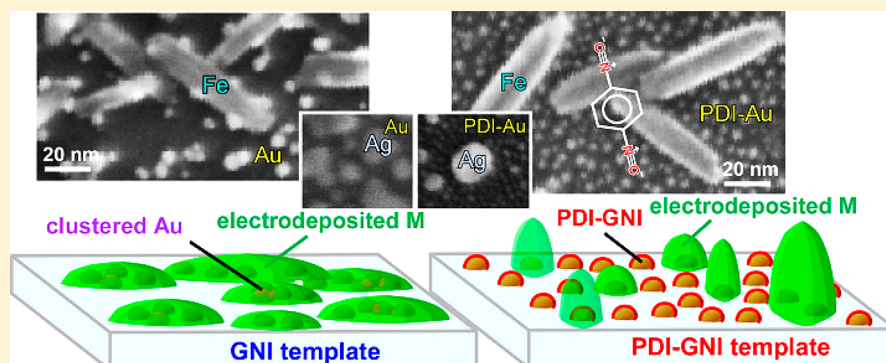 Fe
Au
20 nm
Au
Ag
PDI-Au
Ag
Fe
C
N
+
PDI-Au
N
+
C
20 nm
clustered Au
electrodeposited M
PDI-GNI
electrodeposited M
GNI template
PDI-GNI template